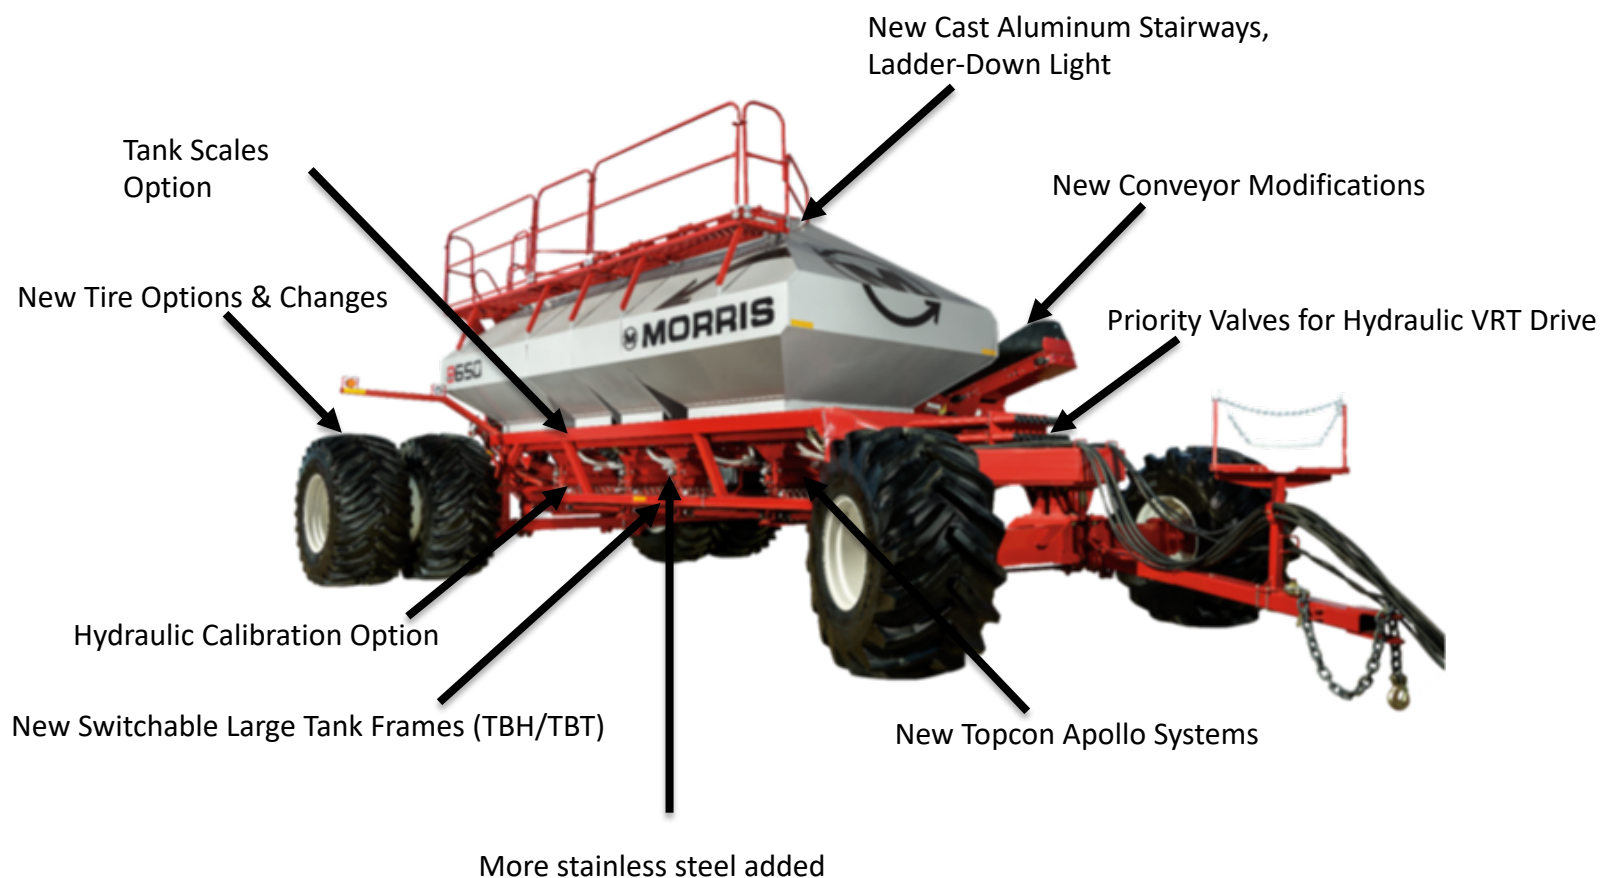 New Cast Aluminum Stairways,
Ladder-Down Light
Tank Scales
Option
New Conveyor Modifications
New Tire Options & Changes
Priority Valves for Hydraulic VRT Drive
MORRIS
9650
Hydraulic Calibration Option
New Switchable Large Tank Frames (TBH/TBT)
New Topcon Apollo Systems
More stainless steel added